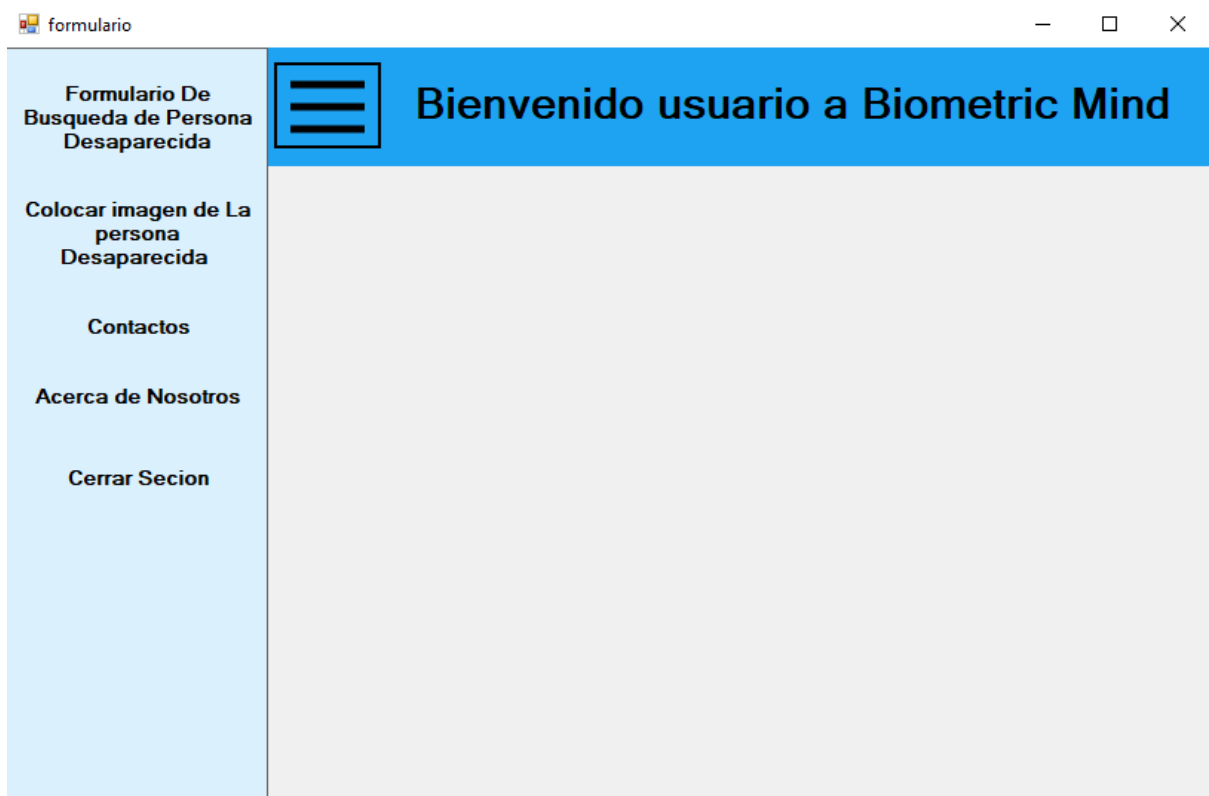 formulario
Bienvenido usuario a Biometric Mind
Formulario De
Busqueda de Persona
Desaparecida
Colocar imagen de La
persona
Desaparecida
Contactos
Acerca de Nosotros
Cerrar Secion